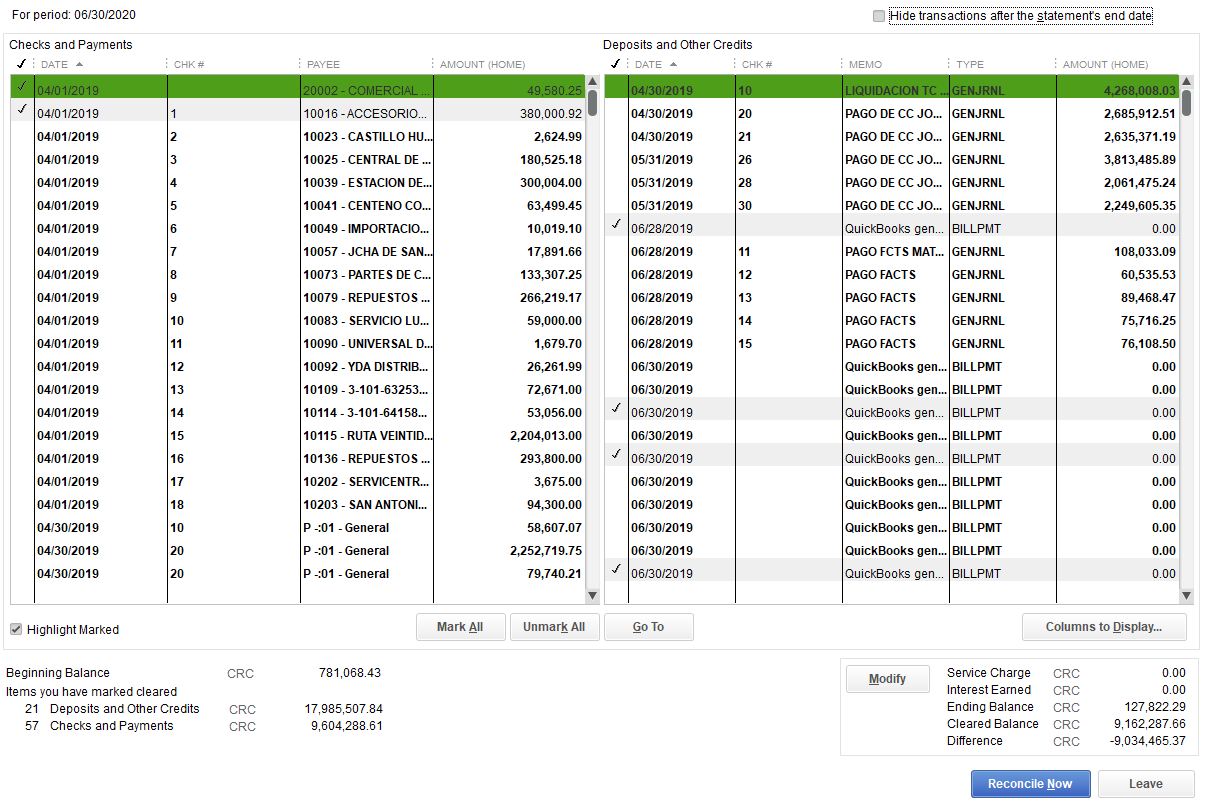 For period: 06/30/2020
Hide transactions after the statement's end date
Checks and Payments
✓ DATE CHK # PAYEE AMOUNT (HOME)
✓ 04/01/2019 20002 - COMERCIAL ... 49,580.25
✓ 04/01/2019 1 10016 - ACCESORIO... 380,000.92
04/01/2019 2 10023 - CASTILLO HU... 2,624.99
04/01/2019 3 10025 - CENTRAL DE ... 180,525.18
04/01/2019 4 10039 - ESTACION DE... 300,004.00
04/01/2019 5 10041 - CENTENO CO... 63,499.45
04/01/2019 6 10049 - IMPORTACIO... 10,019.10
04/01/2019 7 10057 - JCHA DE SAN... 17,891.66
04/01/2019 8 10073 - PARTES DE C... 133,307.25
04/01/2019 9 10079 - REPUESTOS ... 266,219.17
04/01/2019 10 10083 - SERVICIO LU... 59,000.00
04/01/2019 11 10090 - UNIVERSAL D... 1,679.70
04/01/2019 12 10092 - YDA DISTRIB... 26,261.99
04/01/2019 13 10109 - 3-101-63253... 72,671.00
04/01/2019 14 10114 - 3-101-64158... 53,056.00
04/01/2019 15 10115 - RUTA VEINTID... 2,204,013.00
04/01/2019 16 10136 - REPUESTOS ... 293,800.00
04/01/2019 17 10202 - SERVICENTR... 3,675.00
04/01/2019 18 10203 - SAN ANTONI... 94,300.00
04/30/2019 10 P -:01 - General 58,607.07
04/30/2019 20 P -:01 - General 2,252,719.75
04/30/2019 20 P -:01 - General 79,740.21
Deposits and Other Credits
✓ DATE CHK # MEMO TYPE AMOUNT (HOME)
04/30/2019 10 LIQUIDACION TC ... GENJRNL 4,268,008.03
04/30/2019 20 PAGO DE CC JO... GENJRNL 2,685,912.51
04/30/2019 21 PAGO DE CC JO... GENJRNL 2,635,371.19
05/31/2019 26 PAGO DE CC JO... GENJRNL 3,813,485.89
05/31/2019 28 PAGO DE CC JO... GENJRNL 2,061,475.24
05/31/2019 30 PAGO DE CC JO... GENJRNL 2,249,605.35
✓ 06/28/2019 QuickBooks gen... BILLPMT 0.00
06/28/2019 11 PAGO FCTS MAT... GENJRNL 108,033.09
06/28/2019 12 PAGO FACTS GENJRNL 60,535.53
06/28/2019 13 PAGO FACTS GENJRNL 89,468.47
06/28/2019 14 PAGO FACTS GENJRNL 75,716.25
06/28/2019 15 PAGO FACTS GENJRNL 76,108.50
06/30/2019 QuickBooks gen... BILLPMT 0.00
06/30/2019 QuickBooks gen... BILLPMT 0.00
✓ 06/30/2019 QuickBooks gen... BILLPMT 0.00
06/30/2019 QuickBooks gen... BILLPMT 0.00
✓ 06/30/2019 QuickBooks gen... BILLPMT 0.00
06/30/2019 QuickBooks gen... BILLPMT 0.00
06/30/2019 QuickBooks gen... BILLPMT 0.00
06/30/2019 QuickBooks gen... BILLPMT 0.00
06/30/2019 QuickBooks gen... BILLPMT 0.00
✓ 06/30/2019 QuickBooks gen... BILLPMT 0.00
Highlight Marked
Mark All
Unmark All
Go To
Columns to Display...
Beginning Balance CRC 781,068.43
Items you have marked cleared
21 Deposits and Other Credits CRC 17,985,507.84
57 Checks and Payments CRC 9,604,288.61
Modify
Service Charge CRC 0.00
Interest Earned CRC 0.00
Ending Balance CRC 127,822.29
Cleared Balance CRC 9,162,287.66
Difference CRC -9,034,465.37
Reconcile Now
Leave